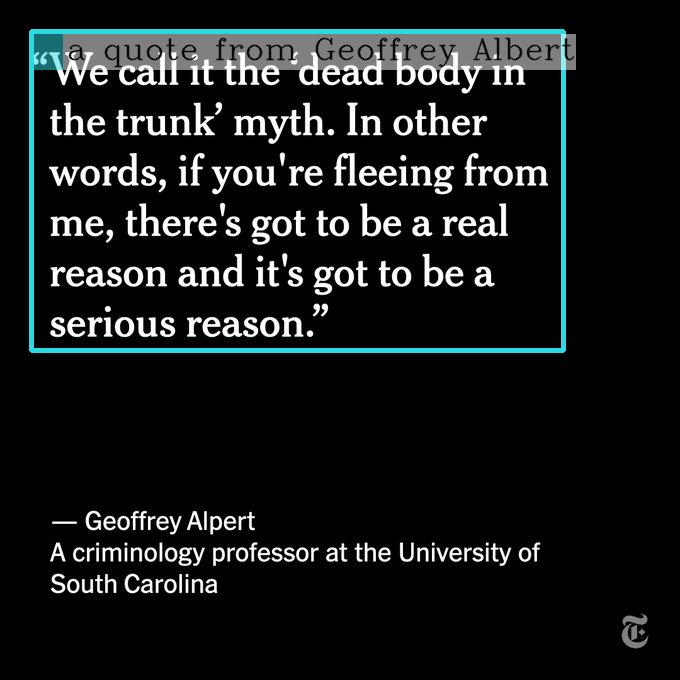 a quote from Geoffrey Albert
“We call it the ‘dead body in
the trunk’ myth. In other
words, if you're fleeing from
me, there's got to be a real
reason and it's got to be a
serious reason.”
— Geoffrey Alpert
A criminology professor at the University of
South Carolina
T